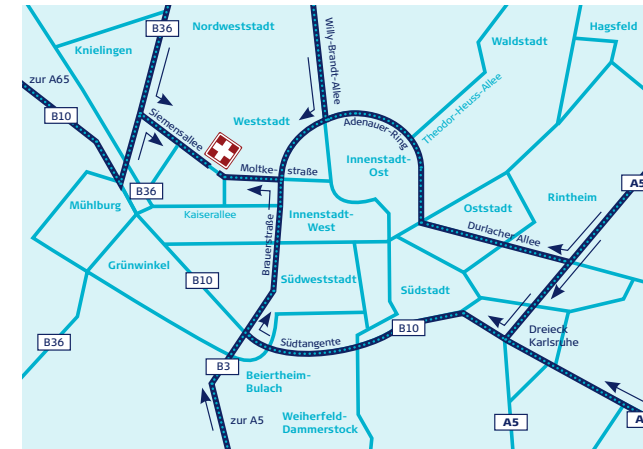 B36
Nordweststadt
Willy-Brandt-Allee
Hagsfeld
Waldstadt
Knielingen
zur A65
B10
Siemensallee
Weststadt
Adenauer-Ring
Theodor-Heuss-Allee
Moltke-
straße
Innenstadt-
Ost
B36
A5
Mühlburg
Kaiserallee
Innenstadt-
West
Oststadt
Rintheim
Durlacher Allee
Brauerstraße
Grünwinkel
B10
Südweststadt
Südstadt
B36
Südtangente
B10
Dreieck
Karlsruhe
B3
Beiertheim-
Bulach
zur A5
Weiherfeld-
Dammerstock
A5